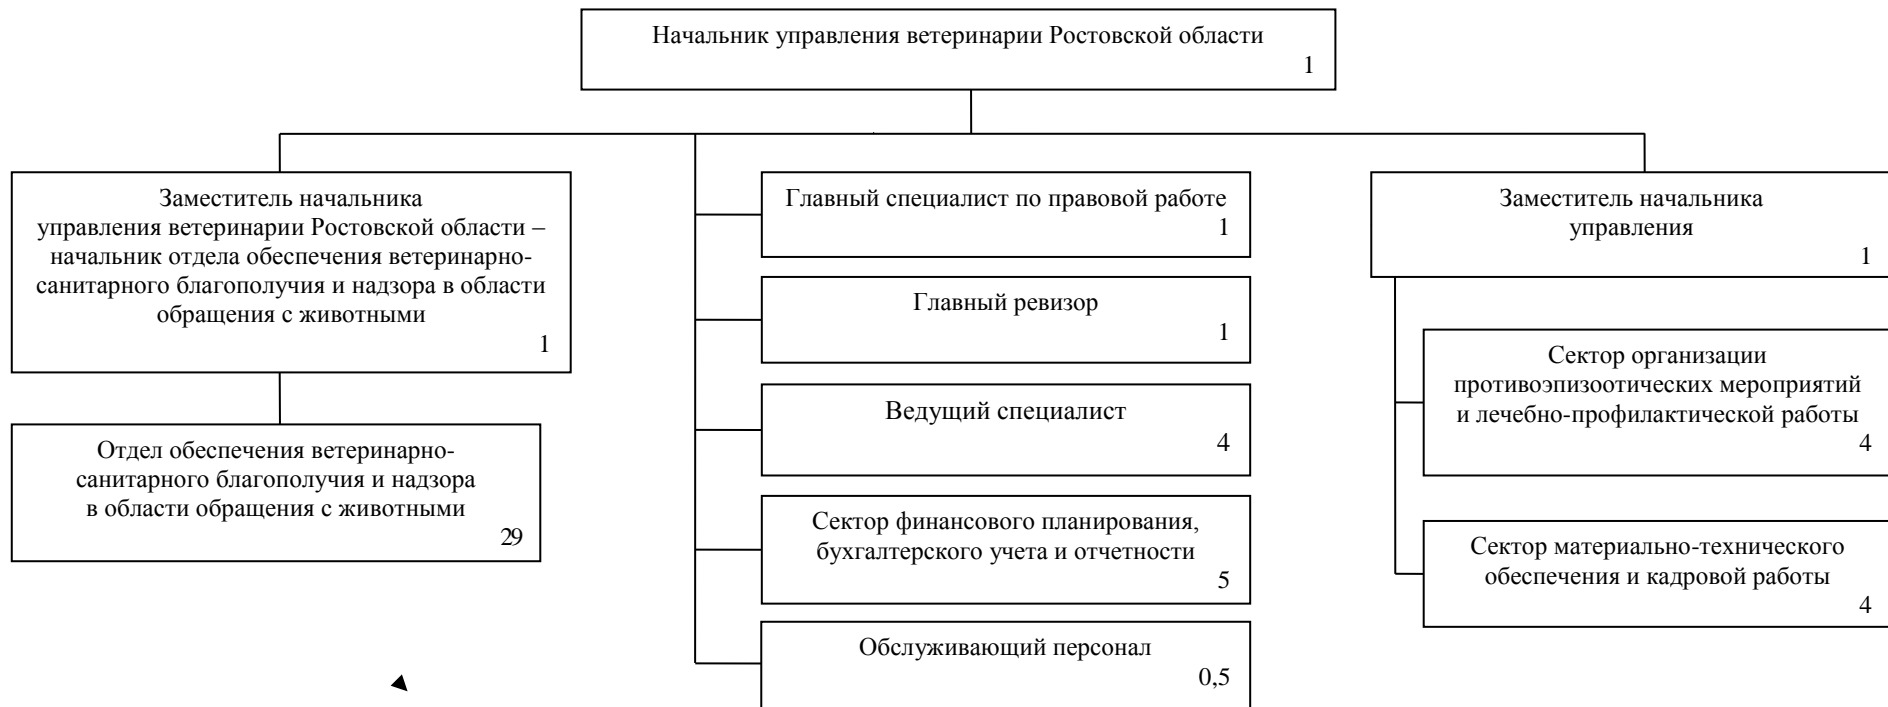 Начальник управления ветеринарии Ростовской области
1
Заместитель начальника
управления ветеринарии Ростовской области –
начальник отдела обеспечения ветеринарно-
санитарного благополучия и надзора в области
обращения с животными
1
Отдел обеспечения ветеринарно-
санитарного благополучия и надзора
в области обращения с животными
29
Главный специалист по правовой работе
1
Главный ревизор
1
Ведущий специалист
4
Сектор финансового планирования,
бухгалтерского учета и отчетности
5
Обслуживающий персонал
0,5
Заместитель начальника
управления
1
Сектор организации
противоэпизоотических мероприятий
и лечебно-профилактической работы
4
Сектор материально-технического
обеспечения и кадровой работы
4